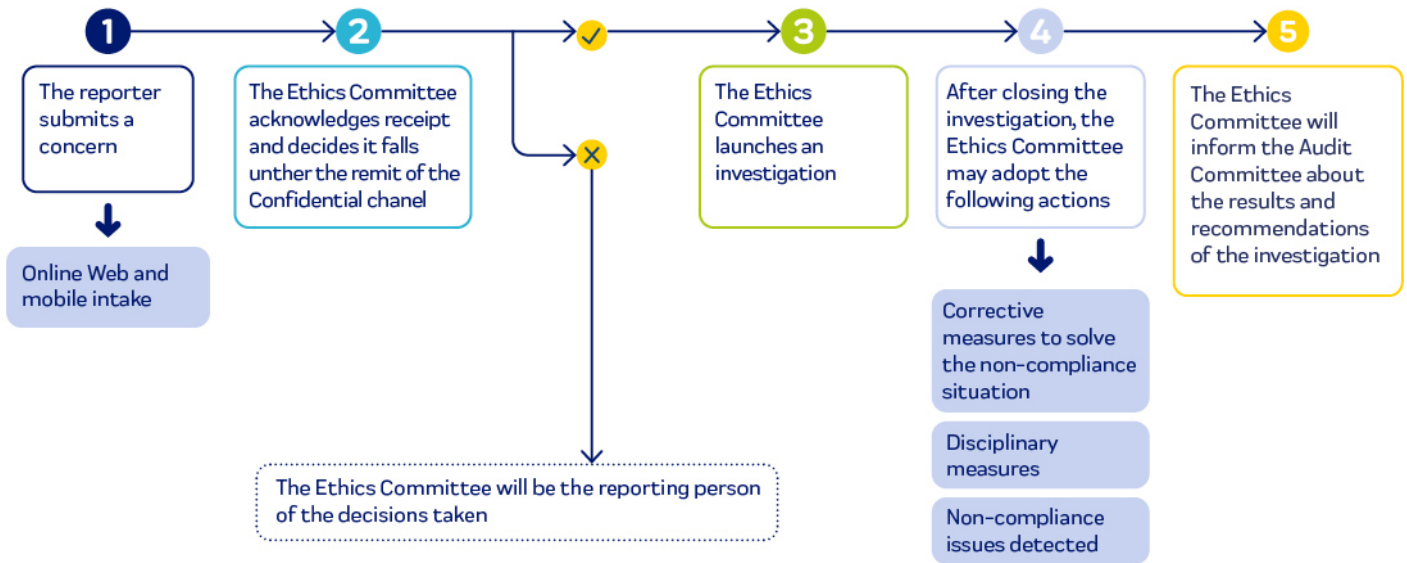 1
2
3
4
5
The reporter
submits a
concern
Online Web and
mobile intake
The Ethics Committee
acknowledges receipt
and decides it falls
unther the remit of the
Confidential chanel
The Ethics Committee will be the reporting person
of the decisions taken
The Ethics
Committee
launches an
investigation
After closing the
investigation, the
Ethics Committee
may adopt the
following actions
Corrective
measures to solve
the non-compliance
situation
Disciplinary
measures
Non-compliance
issues detected
The Ethics
Committee will
inform the Audit
Committee about
the results and
recommendations
of the investigation